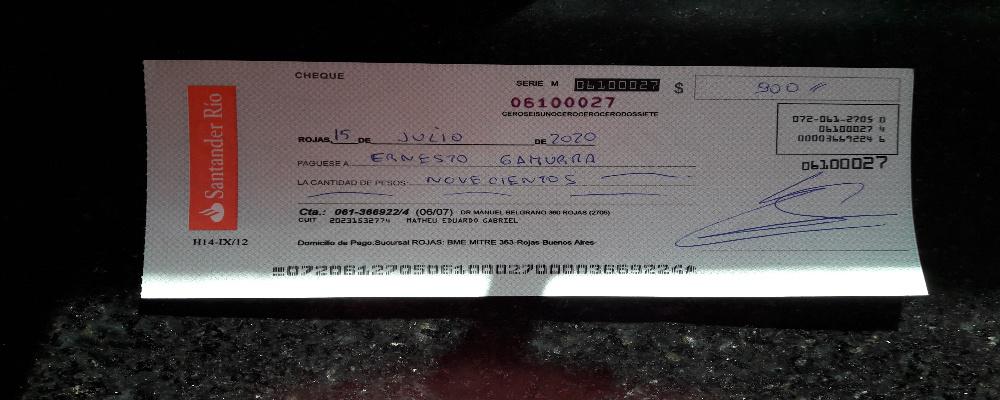 CHEQUE
SERIE M 06100027 $ 900
06100027
CEROSEISUNOCEROCEROCERODOSSIETE
072-061-2705 0
06100027 4
00003669224 6
06100027
ROJAS, 15 DE JULIO DE 2020
PAGUESE A ERNESTO GAMURRA
LA CANTIDAD DE PESOS: NOVECIENTOS
Cta.: 061-366922/4 (06/07) DR MANUEL BELGRANO 360 ROJAS (2705)
CUIT 20231532774 MATHEU EDUARDO GABRIEL
Domicilio de Pago.Sucursal ROJAS: BME MITRE 363-Rojas-Buenos Aires
Santander Río
H14-IX/12